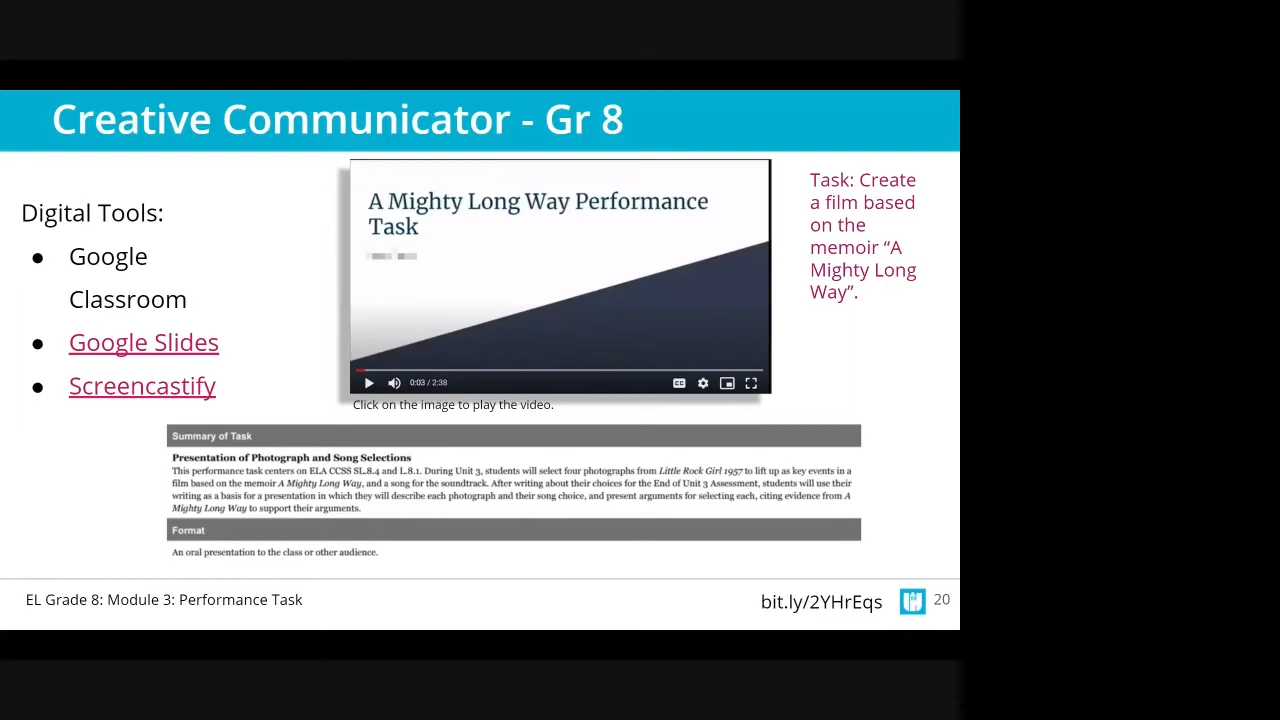 Creative Communicator - Gr 8
Digital Tools:
● Google
Classroom
● Google Slides
● Screencastify
A Mighty Long Way Performance
Task
0:03 / 2:38
CC
Click on the image to play the video.
Task: Create
a film based
on the
memoir “A
Mighty Long
Way”.
Summary of Task
Presentation of Photograph and Song Selections
This performance task centers on ELA CCSS SL.8.4 and L.8.1. During Unit 3, students will select four photographs from Little Rock Girl 1957 to lift up as key events in a
film based on the memoir A Mighty Long Way, and a song for the soundtrack. After writing about their choices for the End of Unit 3 Assessment, students will use their
writing as a basis for a presentation in which they will describe each photograph and their song choice, and present arguments for selecting each, citing evidence from A
Mighty Long Way to support their arguments.
Format
An oral presentation to the class or other audience.
EL Grade 8: Module 3: Performance Task
bit.ly/2YHrEqs
20